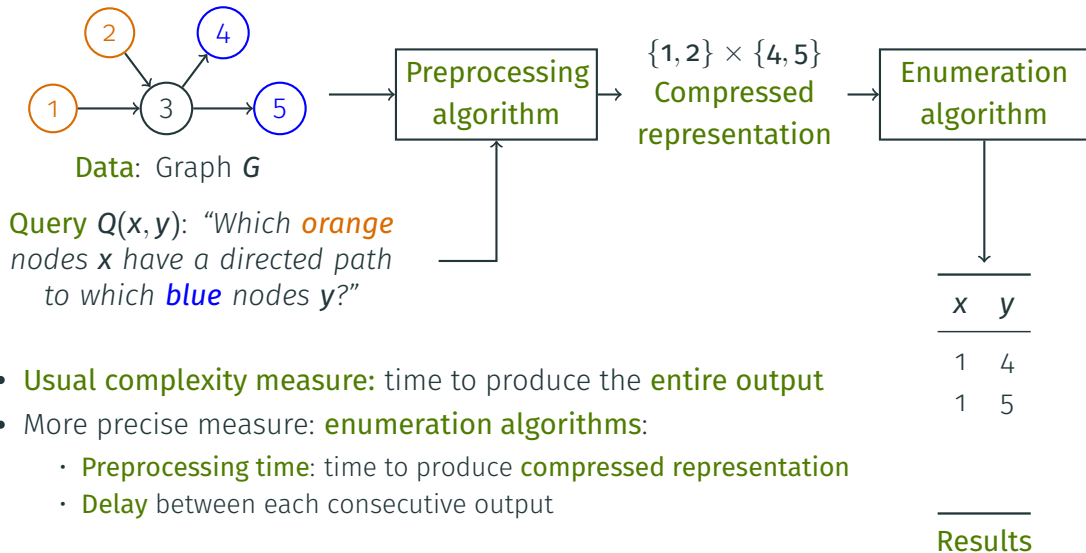 2
4
1
3
5
Data: Graph G
Query Q(x, y): “Which orange
nodes x have a directed path
to which blue nodes y?”
Preprocessing
algorithm
{1, 2} × {4, 5}
Compressed
representation
Enumeration
algorithm
x y
1 4
1 5
Results
• Usual complexity measure: time to produce the entire output
• More precise measure: enumeration algorithms:
· Preprocessing time: time to produce compressed representation
· Delay between each consecutive output